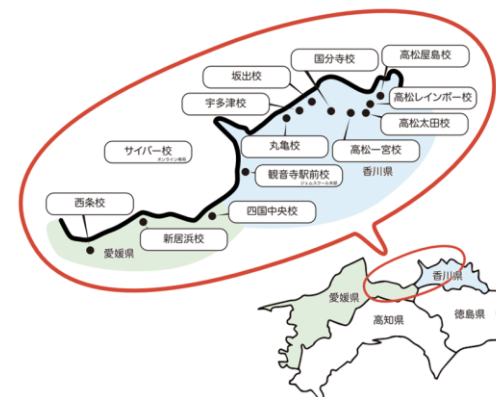 国分寺校
高松屋島校
坂出校
宇多津校
高松レインボー校
高松太田校
サイバー校
丸亀校
高松一宮校
観音寺駅前校
香川県
西条校
四国中央校
新居浜校
愛媛県
香川県
愛媛県
高知県
徳島県